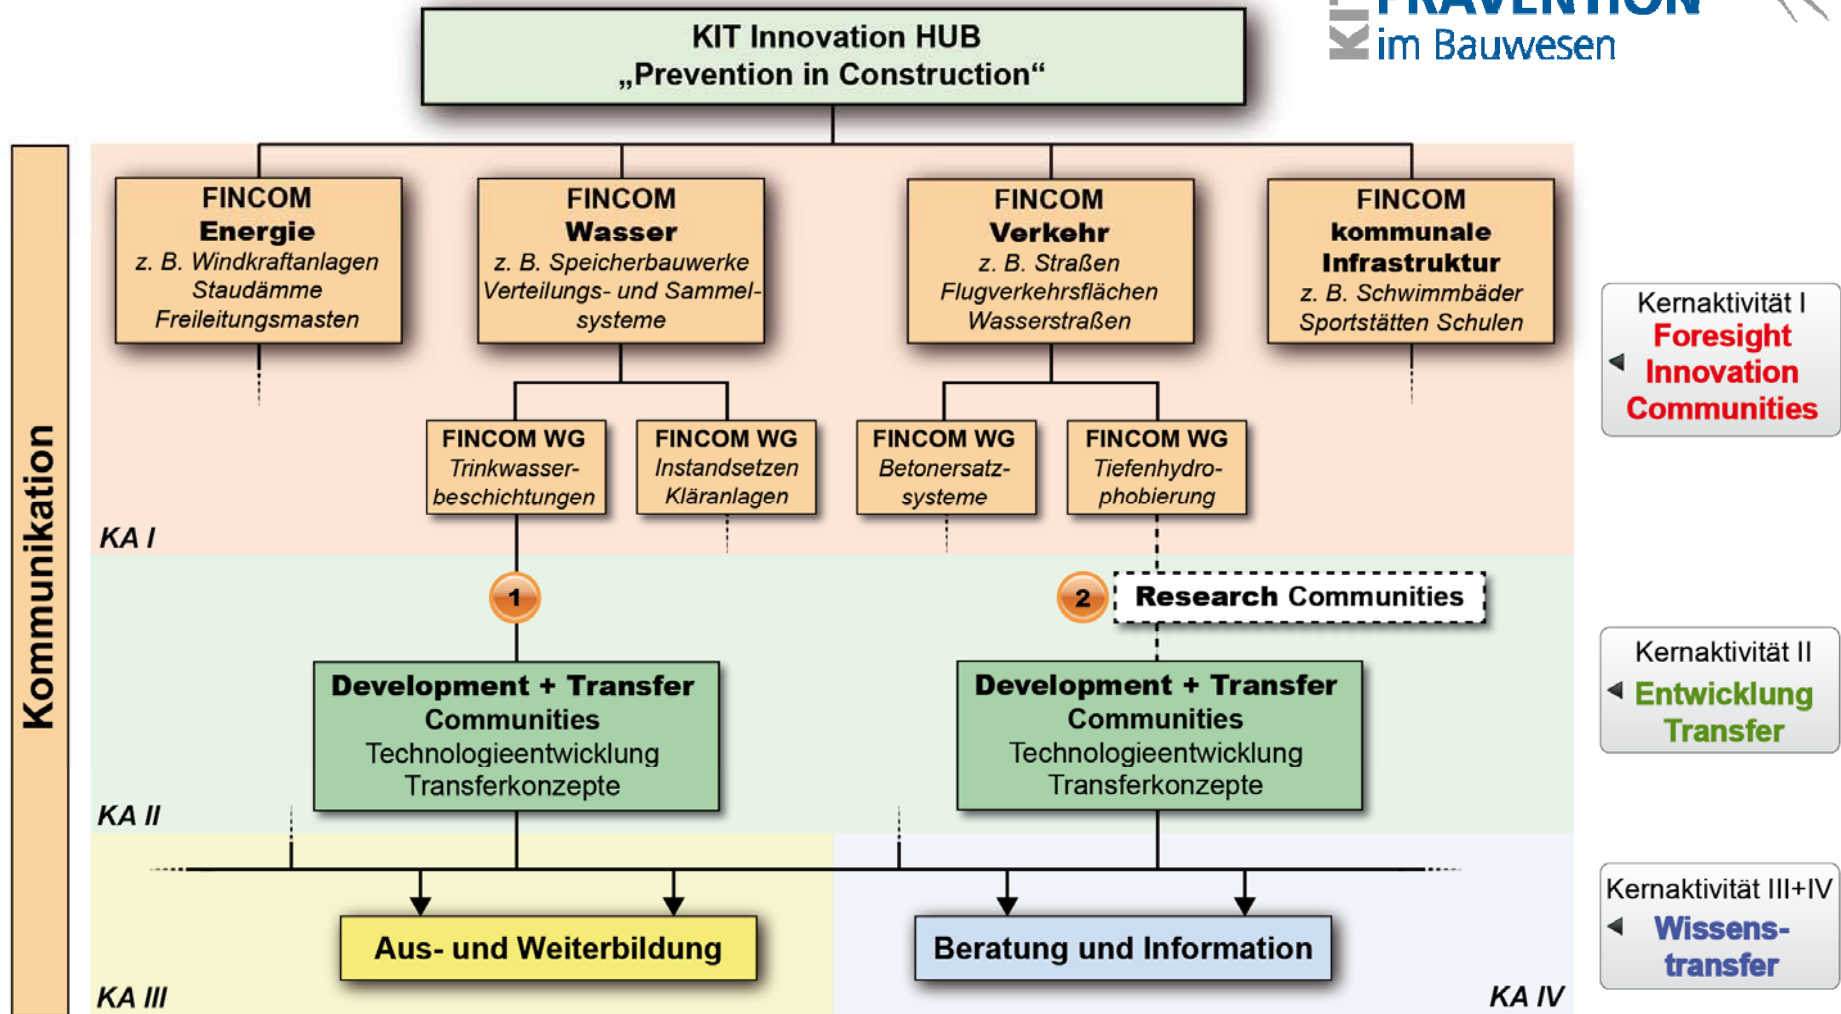 KIT Innovation HUB
„Prevention in Construction“
KIT
PRÄVENTION
im Bauwesen
Kommunikation
FINCOM
Energie
z. B. Windkraftanlagen
Staudämme
Freileitungsmasten
FINCOM
Wasser
z. B. Speicherbauwerke
Verteilungs- und Sammel-
systeme
FINCOM
Verkehr
z. B. Straßen
Flugverkehrsflächen
Wasserstraßen
FINCOM
kommunale
Infrastruktur
z. B. Schwimmbäder
Sportstätten Schulen
Kernaktivität I
Foresight
Innovation
Communities
FINCOM WG
Trinkwasser-
beschichtungen
FINCOM WG
Instandsetzen
Kläranlagen
FINCOM WG
Betonersatz-
systeme
FINCOM WG
Tiefenhydro-
phobierung
KA I
1
2
Research Communities
Development + Transfer
Communities
Technologieentwicklung
Transferkonzepte
Development + Transfer
Communities
Technologieentwicklung
Transferkonzepte
Kernaktivität II
Entwicklung
Transfer
KA II
Aus- und Weiterbildung
Beratung und Information
Kernaktivität III+IV
Wissens-
transfer
KA III
KA IV